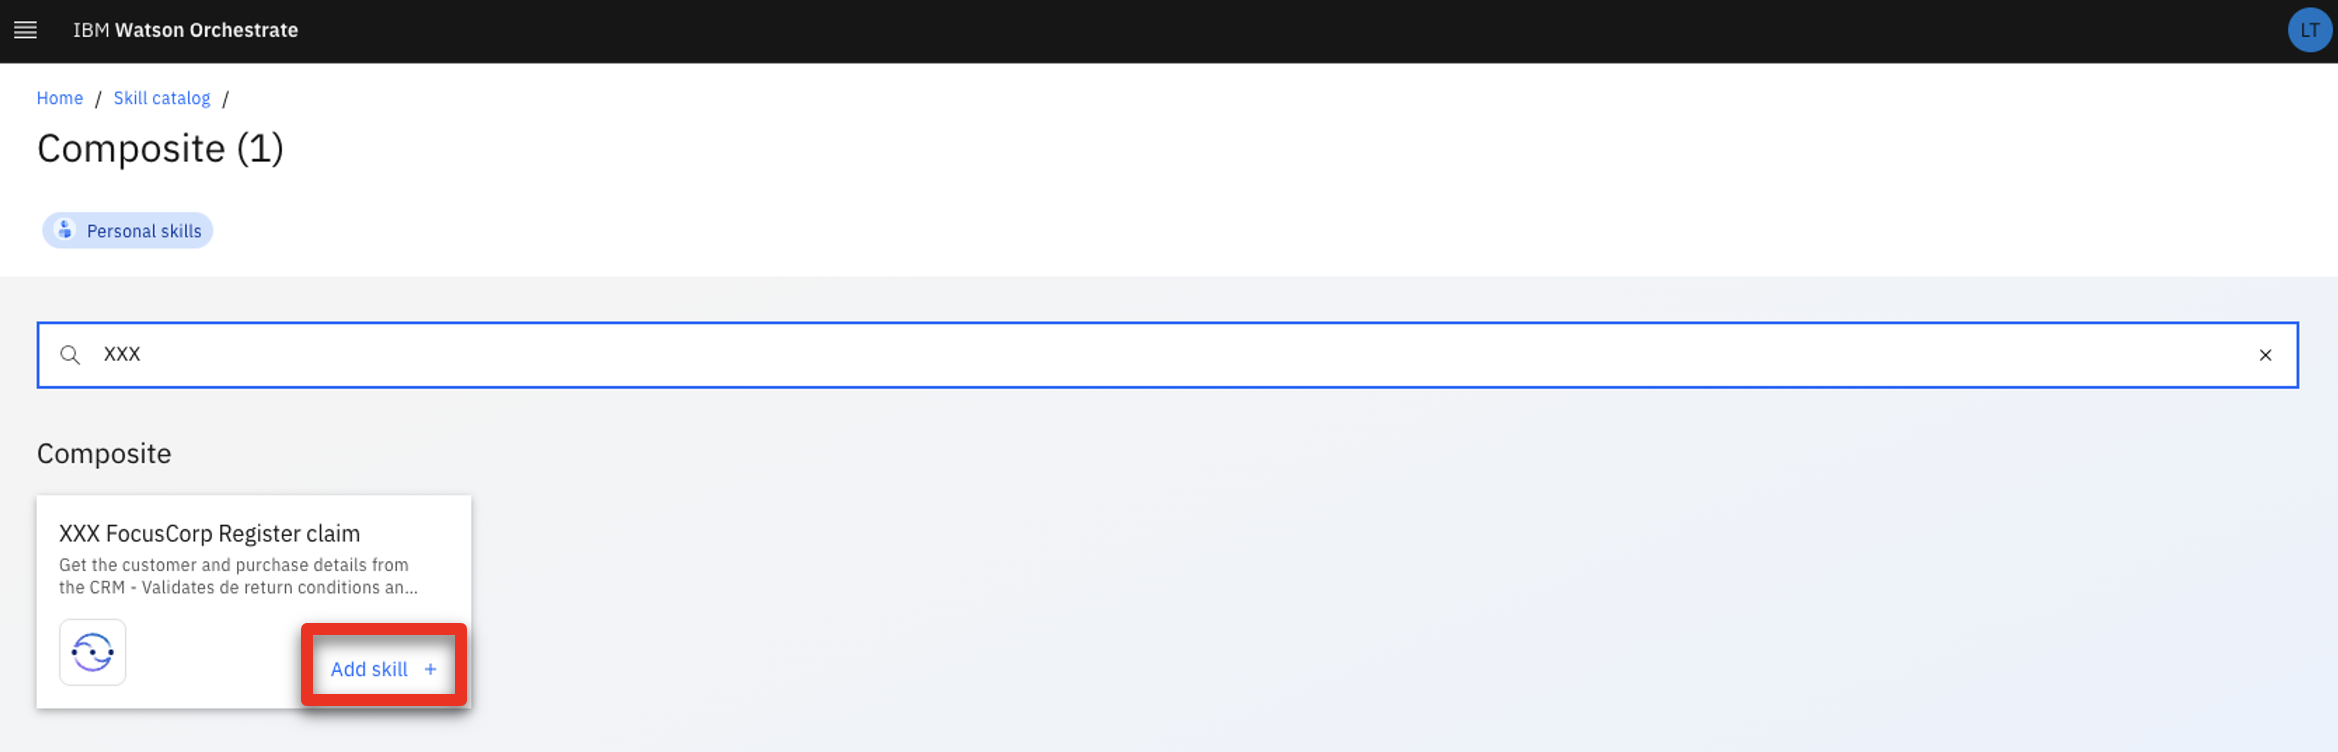 IBM Watson Orchestrate
LT
Home / Skill catalog /
Composite (1)
Personal skills
XXX
Composite
XXX FocusCorp Register claim
Get the customer and purchase details from
the CRM - Validates de return conditions an...
Add skill +